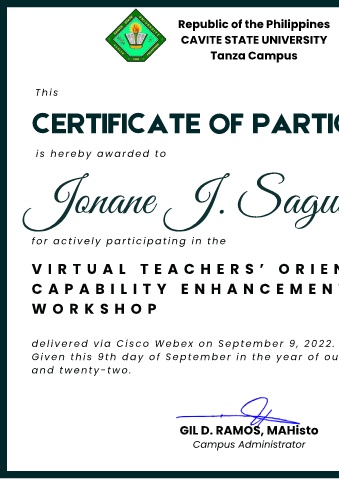 Republic of the Philippines
CAVITE STATE UNIVERSITY
Tanza Campus
This
CERTIFICATE OF PARTIC
is hereby awarded to
Jonane J. Sagu
for actively participating in the
VIRTUAL TEACHERS' ORIEN
CAPABILITY ENHANCEMENT
WORKSHOP
delivered via Cisco Webex on September 9, 2022.
Given this 9th day of September in the year of ou
and twenty-two.
GIL D. RAMOS, MAHisto
Campus Administrator